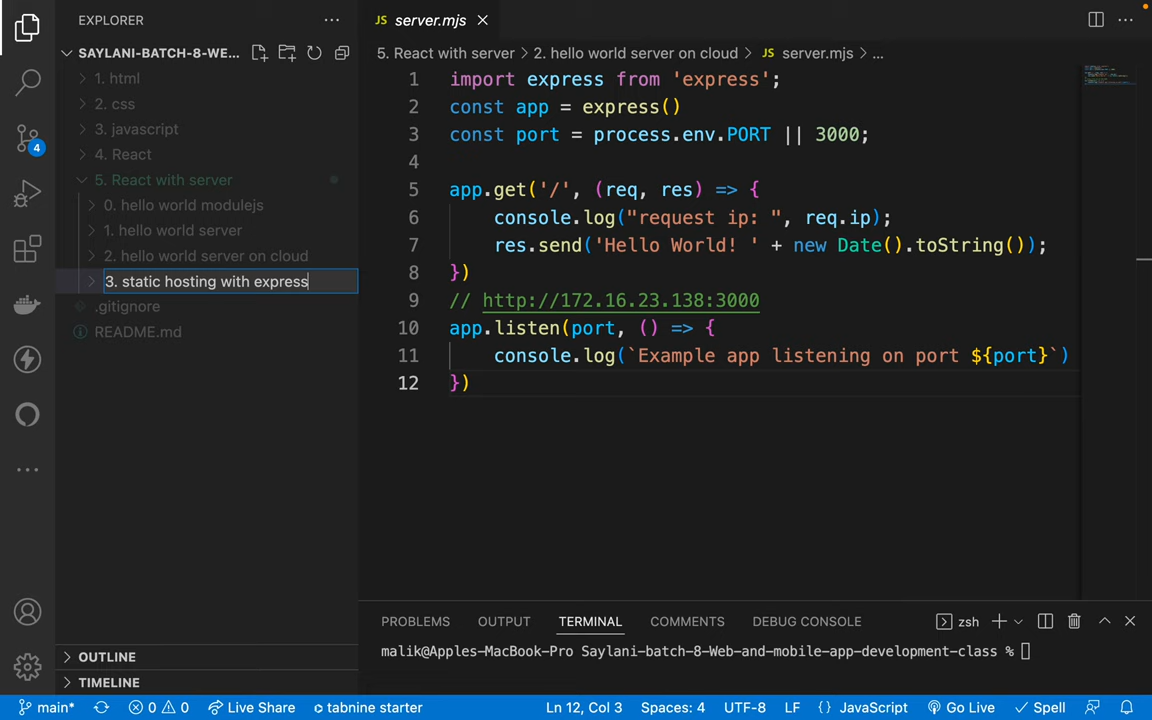 EXPLORER
···
JS server.mjs
···
SAYLANI-BATCH-8-WE...
5. React with server > 2. hello world server on cloud > JS server.mjs > ...
1. html
2. css
3. javascript
4. React
5. React with server
0. hello world modulejs
1. hello world server
2. hello world server on cloud
3. static hosting with express
.gitignore
README.md
4
1 import express from 'express';
2 const app = express()
3 const port = process.env.PORT || 3000;
4
5 app.get('/', (req, res) => {
6 console.log("request ip: ", req.ip);
7 res.send('Hello World! ' + new Date().toString());
8 })
9 // http://172.16.23.138:3000
10 app.listen(port, () => {
11 console.log(`Example app listening on port ${port}`)
12 })
PROBLEMS OUTPUT TERMINAL COMMENTS DEBUG CONSOLE zsh
malik@Apples-MacBook-Pro Saylani-batch-8-Web-and-mobile-app-development-class %
OUTLINE
TIMELINE
main* 0 0 Live Share tabnine starter Ln 12, Col 3 Spaces: 4 UTF-8 LF {} JavaScript Go Live Spell